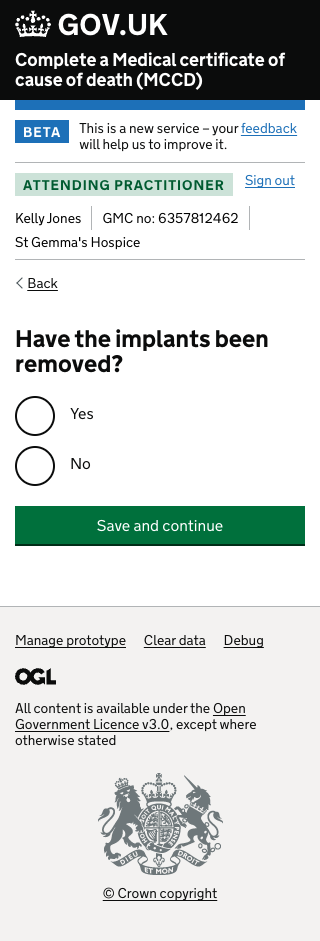 GOV.UK
Complete a Medical certificate of
cause of death (MCCD)
BETA
This is a new service – your feedback
will help us to improve it.
ATTENDING PRACTITIONER
Sign out
Kelly Jones
GMC no: 6357812462
St Gemma's Hospice
Back
Have the implants been
removed?
Yes
No
Save and continue
Manage prototype
Clear data
Debug
OGL
All content is available under the Open
Government Licence v3.0, except where
otherwise stated
DIEU ET MON DROIT
© Crown copyright